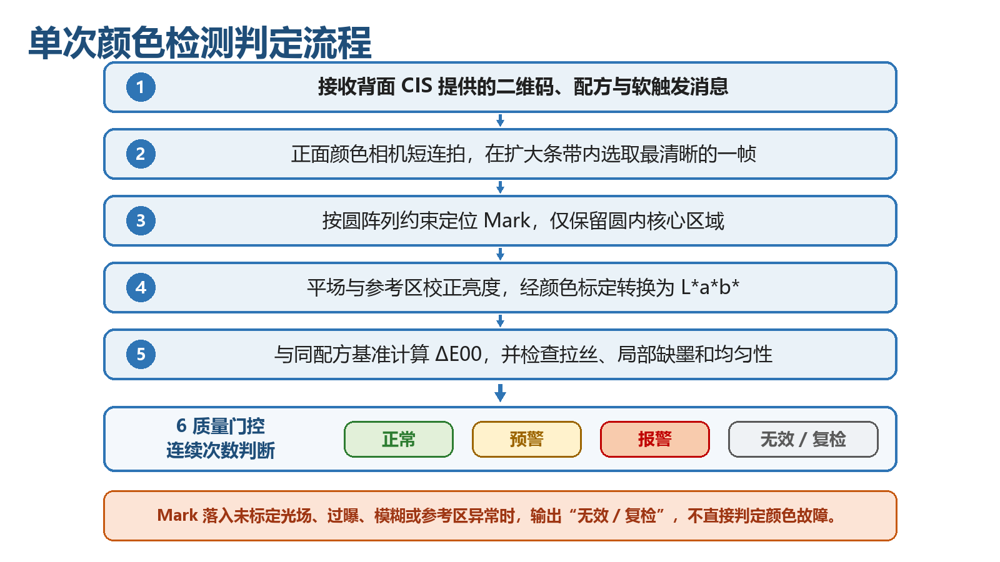 单次颜色检测判定流程
1 接收背面 CIS 提供的二维码、配方与软触发消息
2 正面颜色相机短连拍，在扩大条带内选取最清晰的一帧
3 按圆阵列约束定位 Mark，仅保留圆内核心区域
4 平场与参考区校正亮度，经颜色标定转换为 L*a*b*
5 与同配方基准计算 ΔE00，并检查拉丝、局部缺墨和均匀性
6 质量门控
连续次数判断
正常 预警 报警 无效 / 复检
Mark 落入未标定光场、过曝、模糊或参考区异常时，输出“无效 / 复检”，不直接判定颜色故障。